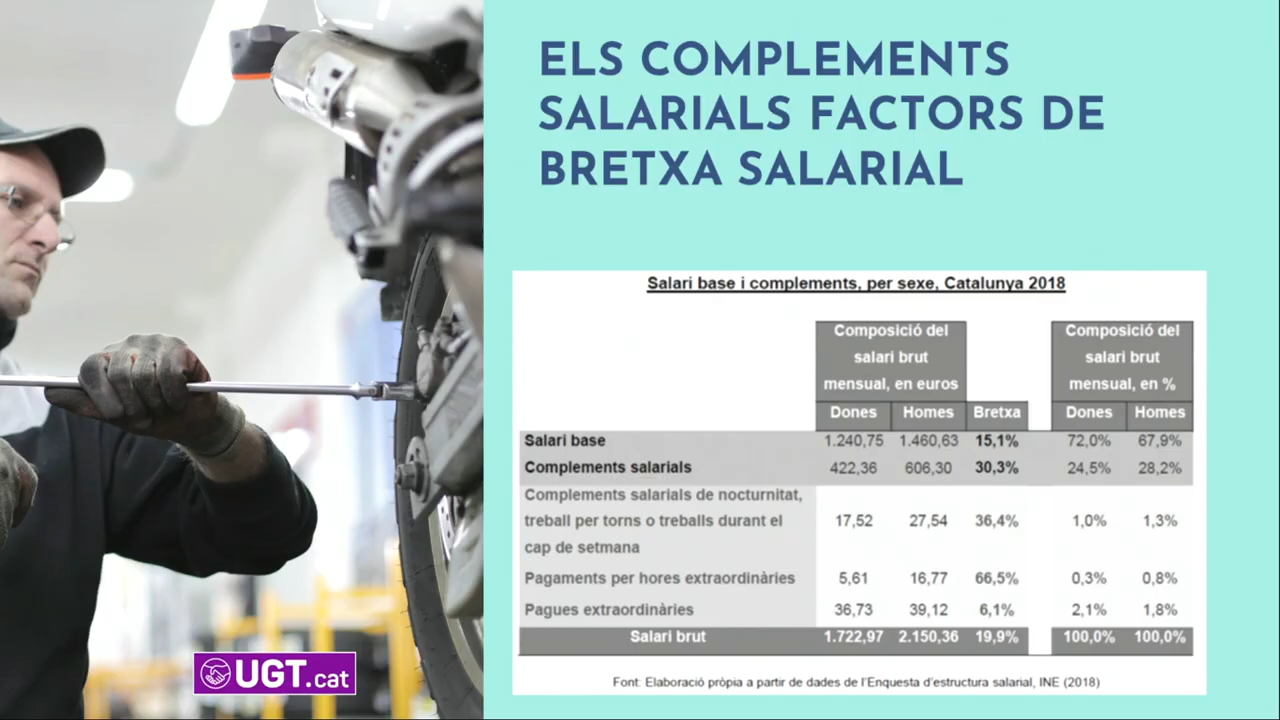 ELS COMPLEMENTS
SALARIALS FACTORS DE
BRETXA SALARIAL
Salari base i complements, per sexe, Catalunya 2018
Composició del
salari brut
mensual, en euros
Composició del
salari brut
mensual, en %
Dones Homes Bretxa Dones Homes
Salari base 1.240,75 1.460,63 15,1% 72,0% 67,9%
Complements salarials 422,36 606,30 30,3% 24,5% 28,2%
Complements salarials de nocturnitat,
treball per torns o treballs durant el 17,52 27,54 36,4% 1,0% 1,3%
cap de setmana
Pagaments per hores extraordinàries 5,61 16,77 66,5% 0,3% 0,8%
Pagues extraordinàries 36,73 39,12 6,1% 2,1% 1,8%
Salari brut 1.722,97 2.150,36 19,9% 100,0% 100,0%
Font: Elaboració pròpia a partir de dades de l'Enquesta d'estructura salarial, INE (2018)
UGT.cat